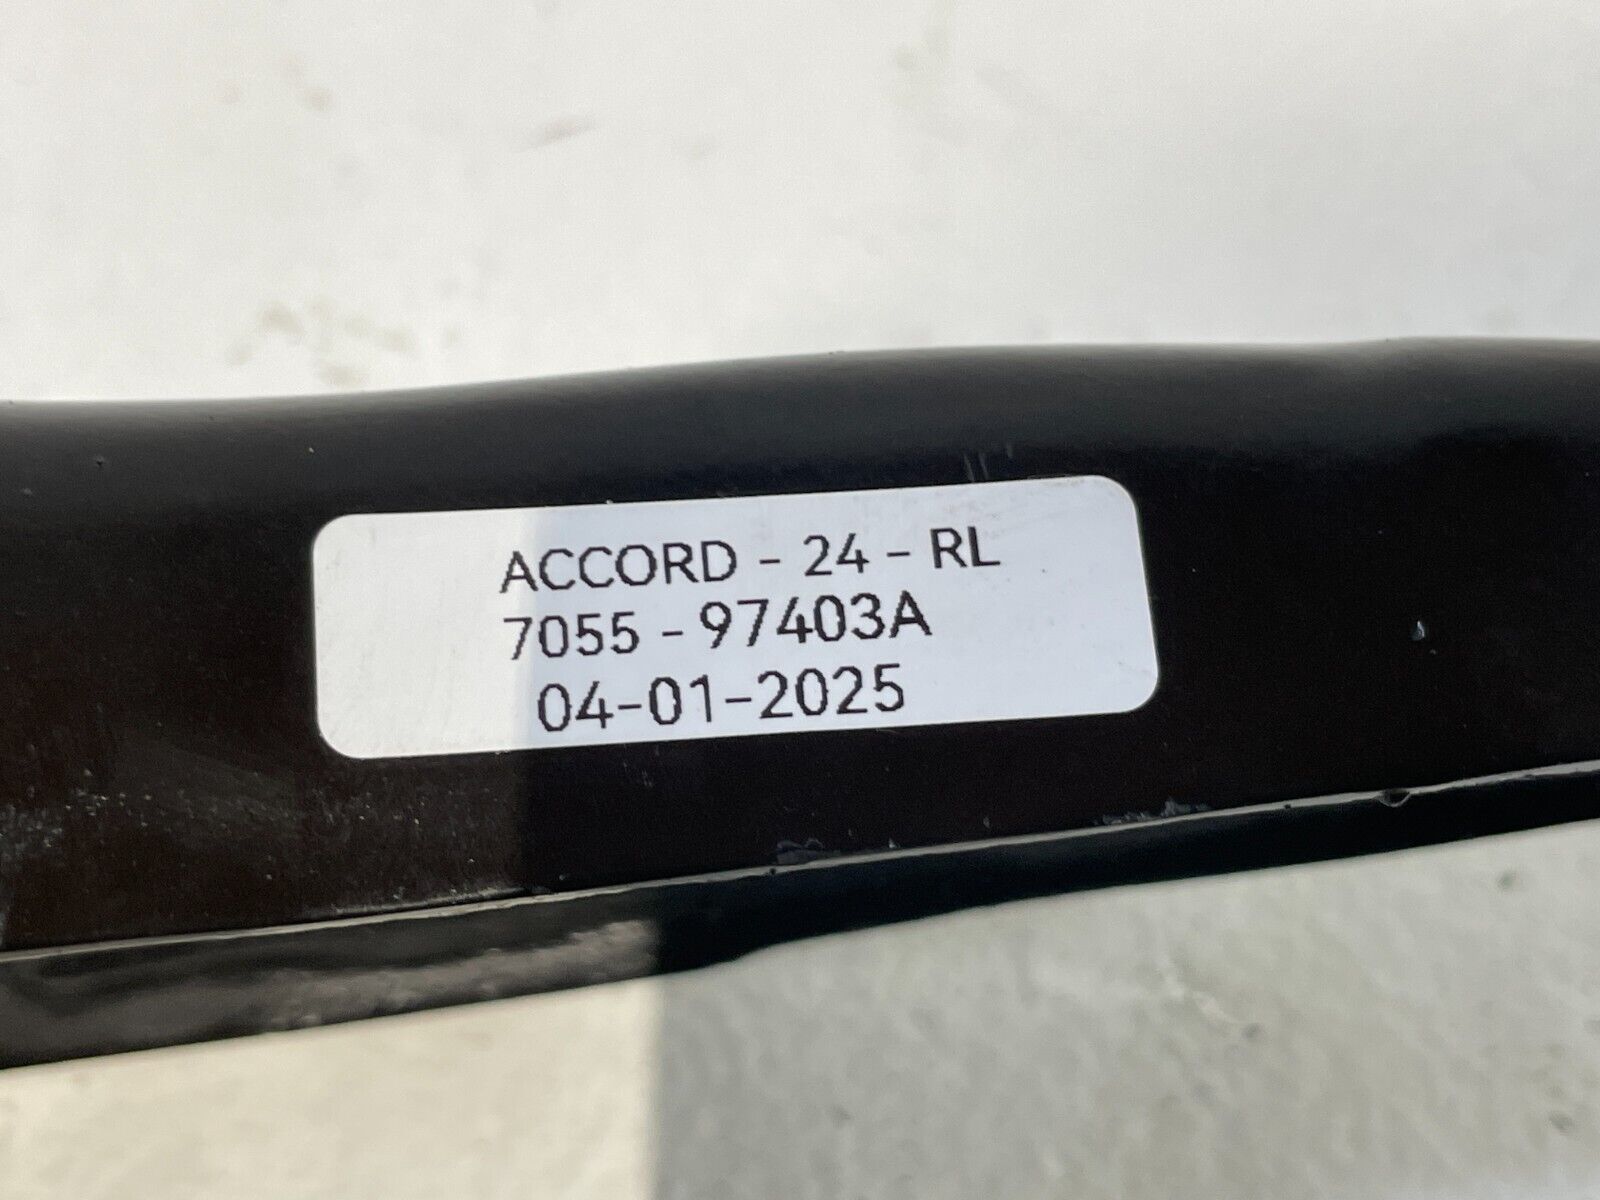 ACCORD - 24 - RL
7055 - 97403A
04-01-2025